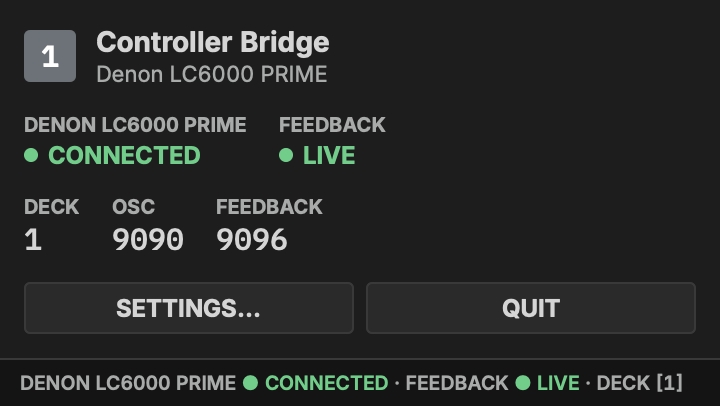 1
Controller Bridge
Denon LC6000 PRIME
DENON LC6000 PRIME FEEDBACK
CONNECTED LIVE
DECK OSC FEEDBACK
1 9090 9096
SETTINGS... QUIT
DENON LC6000 PRIME ● CONNECTED · FEEDBACK ● LIVE · DECK [1]